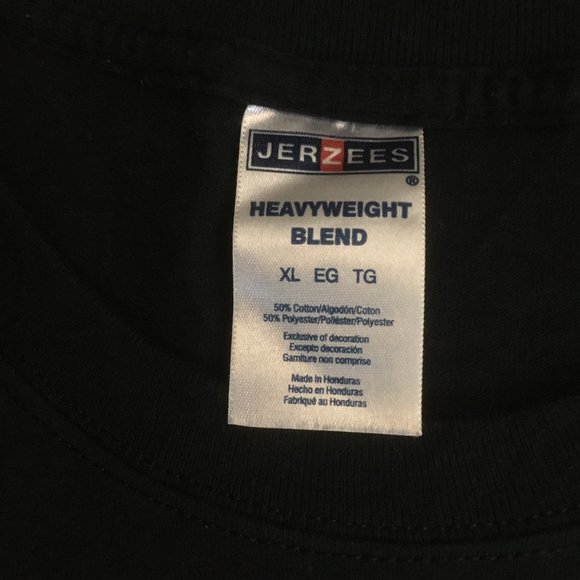 JERZEES
®
HEAVYWEIGHT
BLEND
XL EG TG
50% Cotton/Algodón/Coton
50% Polyester/Poliéster/Polyester
Exclusive of decoration
Excepto decoración
Garniture non comprise
Made in Honduras
Hecho en Honduras
Fabriqué au Honduras